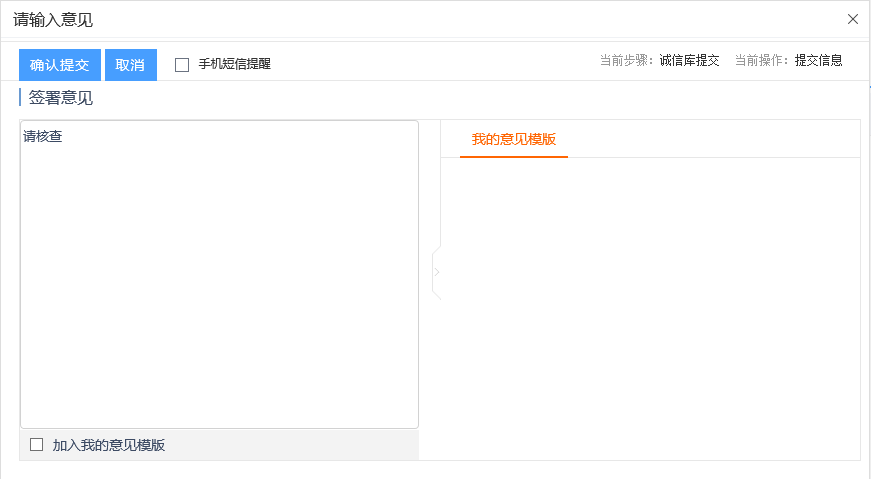 请输入意见
确认提交 取消 手机短信提醒 当前步骤：诚信库提交 当前操作：提交信息
签署意见
请核查
我的意见模版
加入我的意见模版